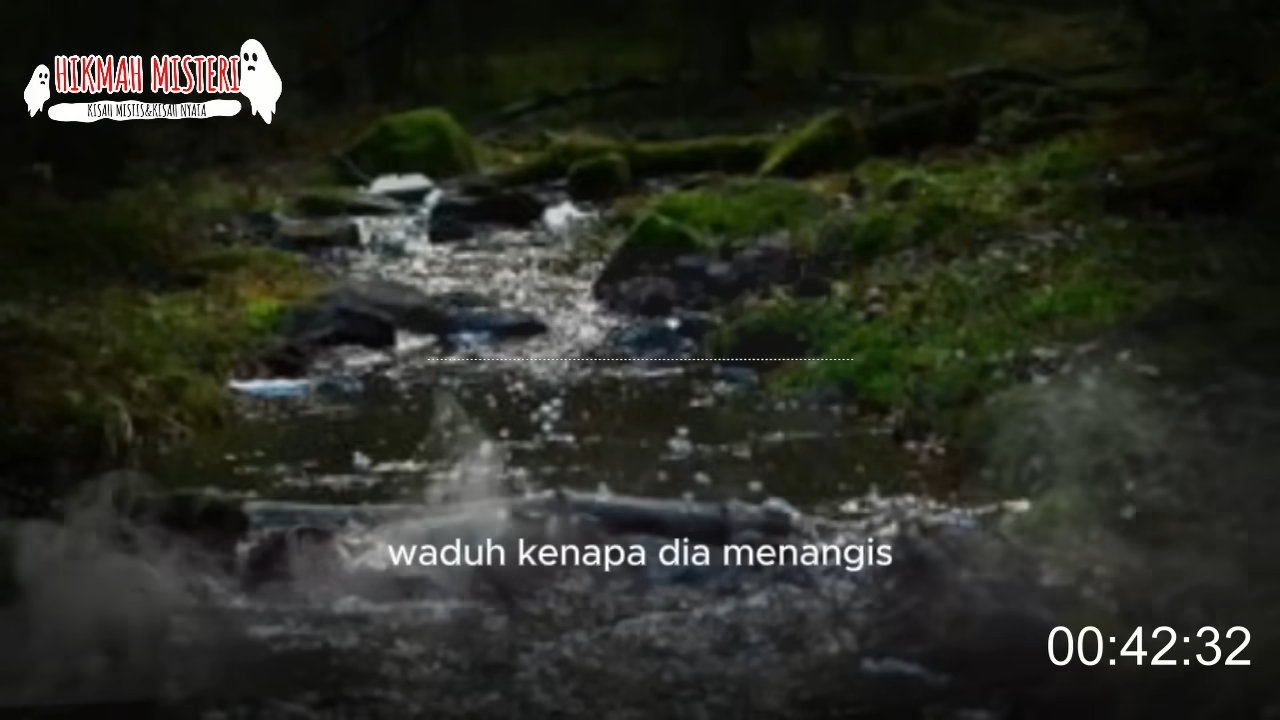 HIKMAH MISTERI
KISAH MISTIS&KISAH NYATA
waduh kenapa dia menangis
00:42:32